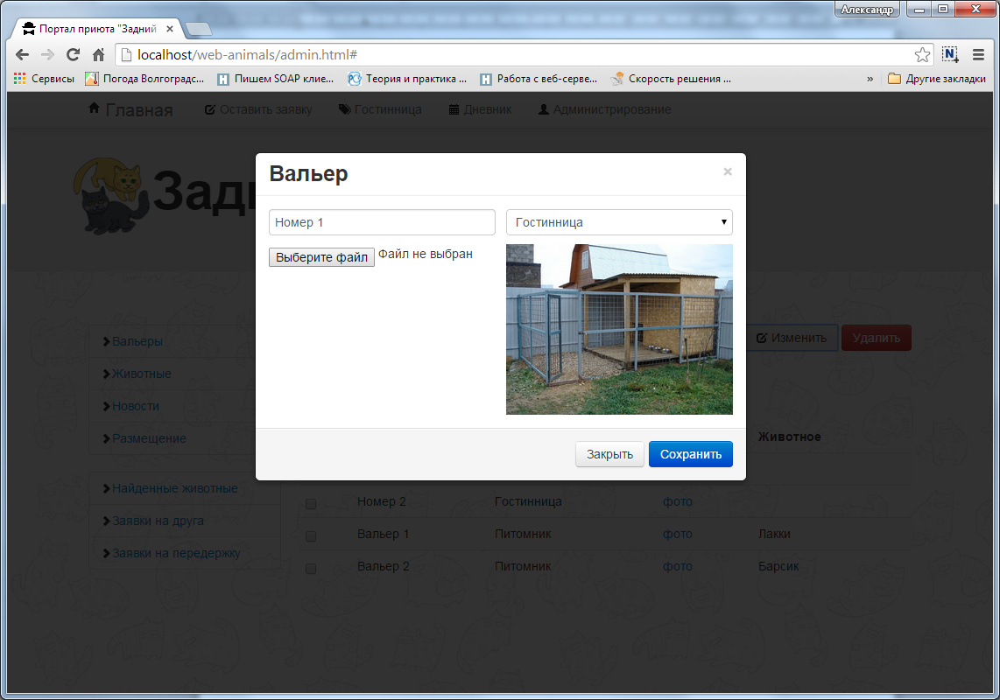 Александр
Портал приюта "Задний
localhost/web-animals/admin.html#
Сервисы
Погода Волгоградс...
Пишем SOAP клие...
Теория и практика ...
Работа с веб-серве...
Скорость решения ...
»
Другие закладки
Главная
Оставить заявку
Гостинница
Дневник
Администрирование
Задн
Вальер
×
Номер 1
Гостинница
Выберите файл Файл не выбран
Закрыть
Сохранить
Вальеры
Животные
Новости
Размещение
Найденные животные
Заявки на друга
Заявки на передержку
Изменить
Удалить
Животное
Номер 2 Гостинница фото
Вальер 1 Питомник фото Лакки
Вальер 2 Питомник фото Барсик